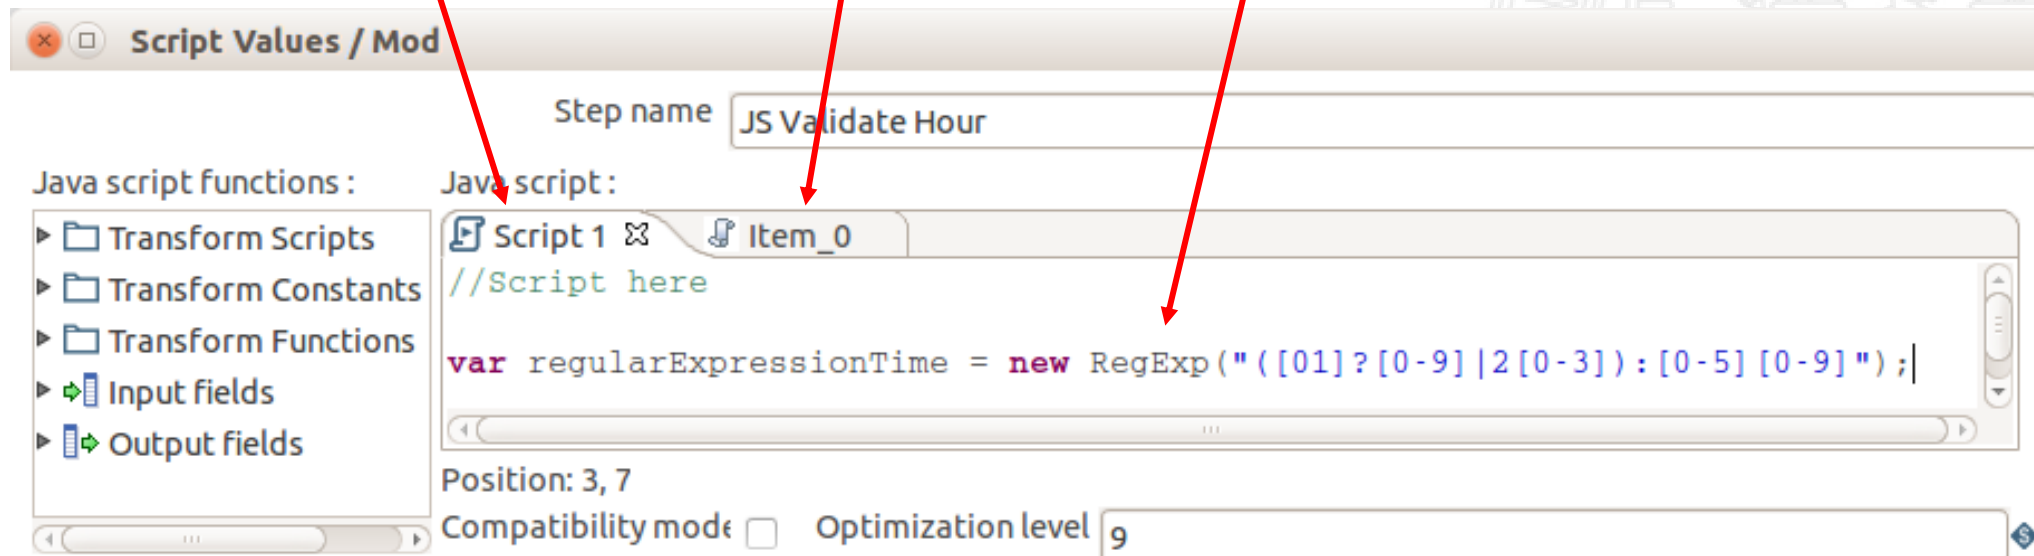 Script Values / Mod
Step name JS Validate Hour
Java script functions :
Java script :
Transform Scripts
Transform Constants
Transform Functions
Input fields
Output fields
Script 1 Item_0
//Script here
var regularExpressionTime = new RegExp("([01]?[0-9]|2[0-3]):[0-5][0-9]");
Position: 3, 7
Compatibility mode Optimization level 9